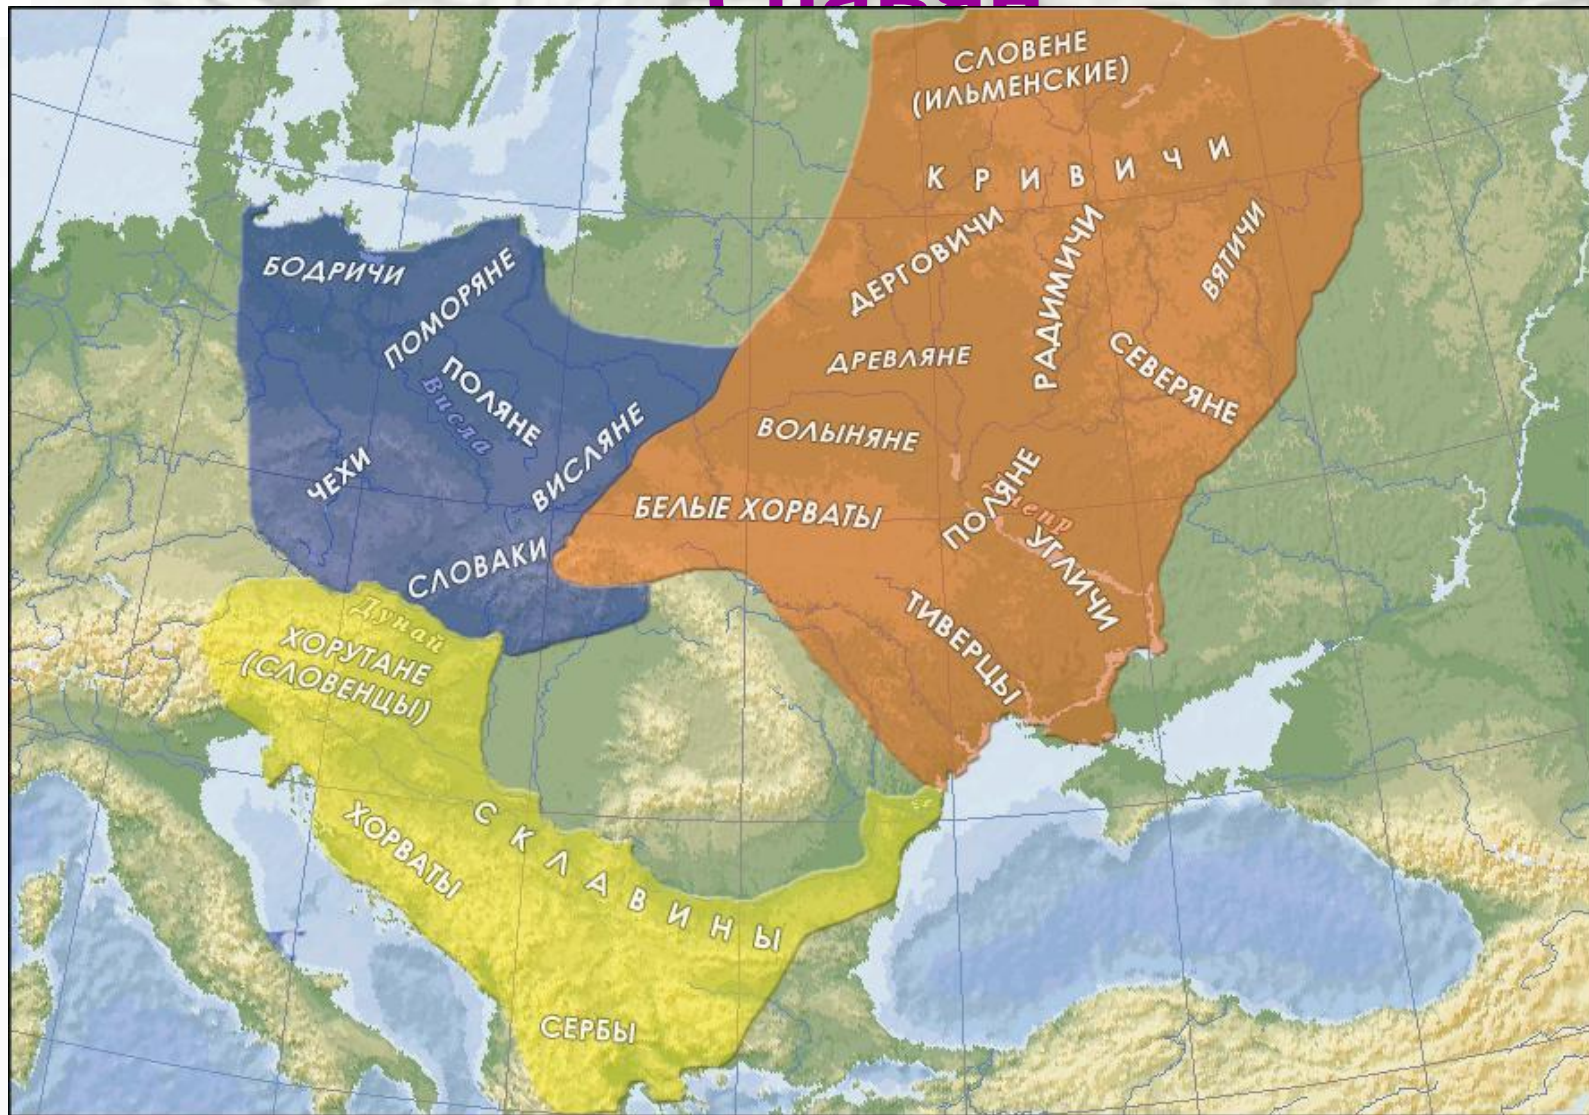 СЛОВЕНЕ
(ИЛЬМЕНСКИЕ)
КРИВИЧИ
ДЕРГОВИЧИ
РАДИМИЧИ
ВЯТИЧИ
ДРЕВЛЯНЕ
СЕВЕРЯНЕ
ВОЛЫНЯНЕ
БЕЛЫЕ ХОРВАТЫ
ПОЛЯНЕ
УГЛИЧИ
ТИВЕРЦЫ
БОДРИЧИ
ПОМОРЯНЕ
ПОЛЯНЕ
Висла
ВИСЛЯНЕ
ЧЕХИ
СЛОВАКИ
Дунай
ХОРУТАНЕ
(СЛОВЕНЦЫ)
СКЛАВИНЫ
ХОРВАТЫ
СЕРБЫ